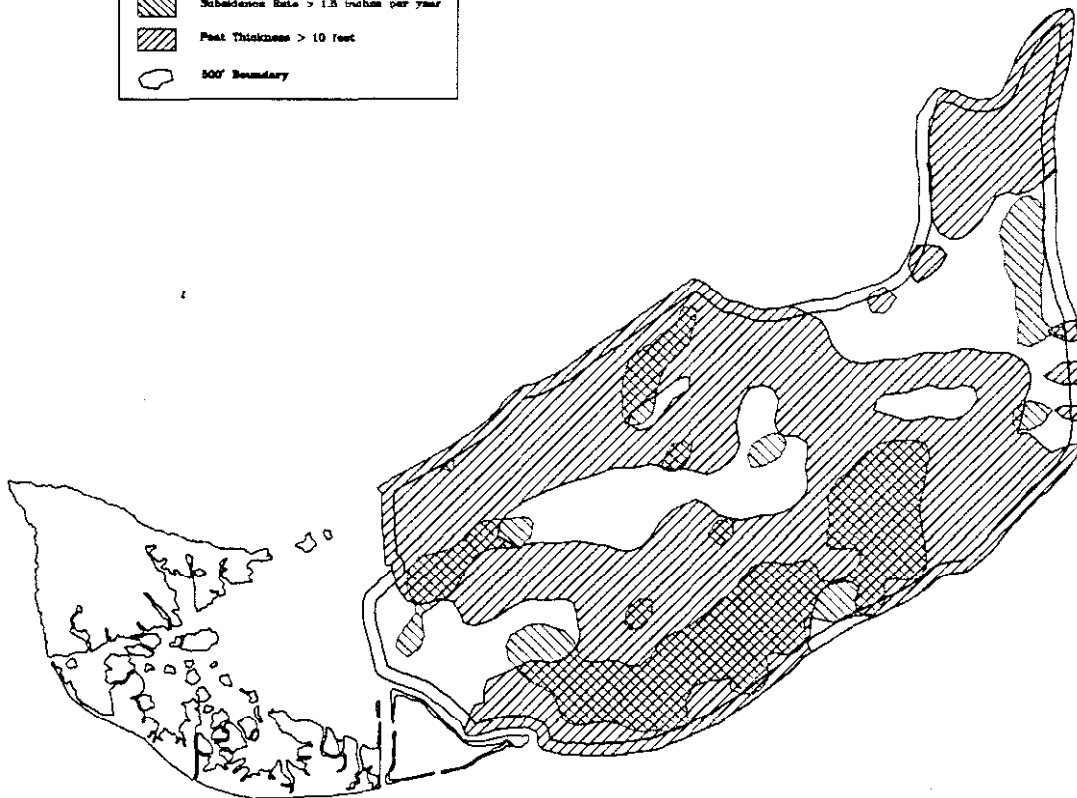 Subsidence Rate > 1.5 inches per year
Peat Thickness > 10 feet
500' Boundary